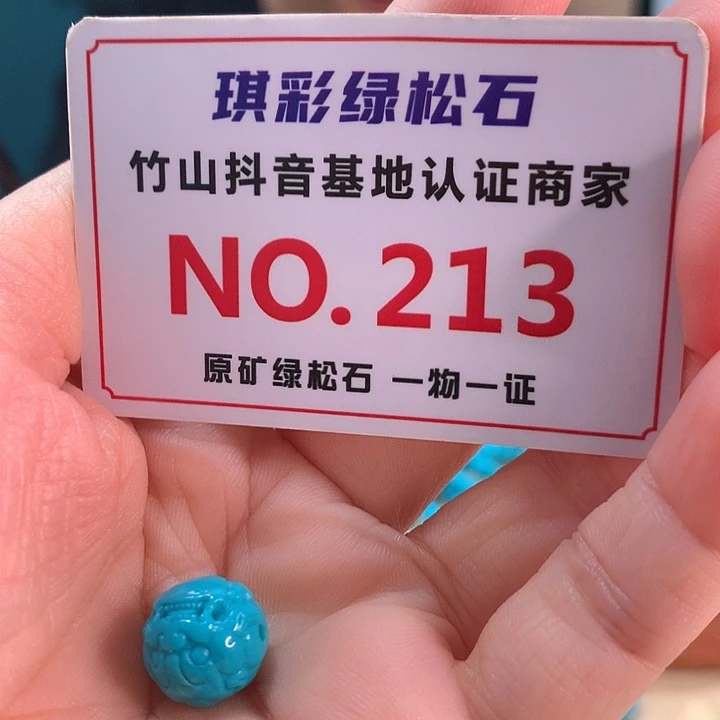 琪彩绿松石
竹山抖音基地认证商家
NO.213
原矿绿松石 一物一证